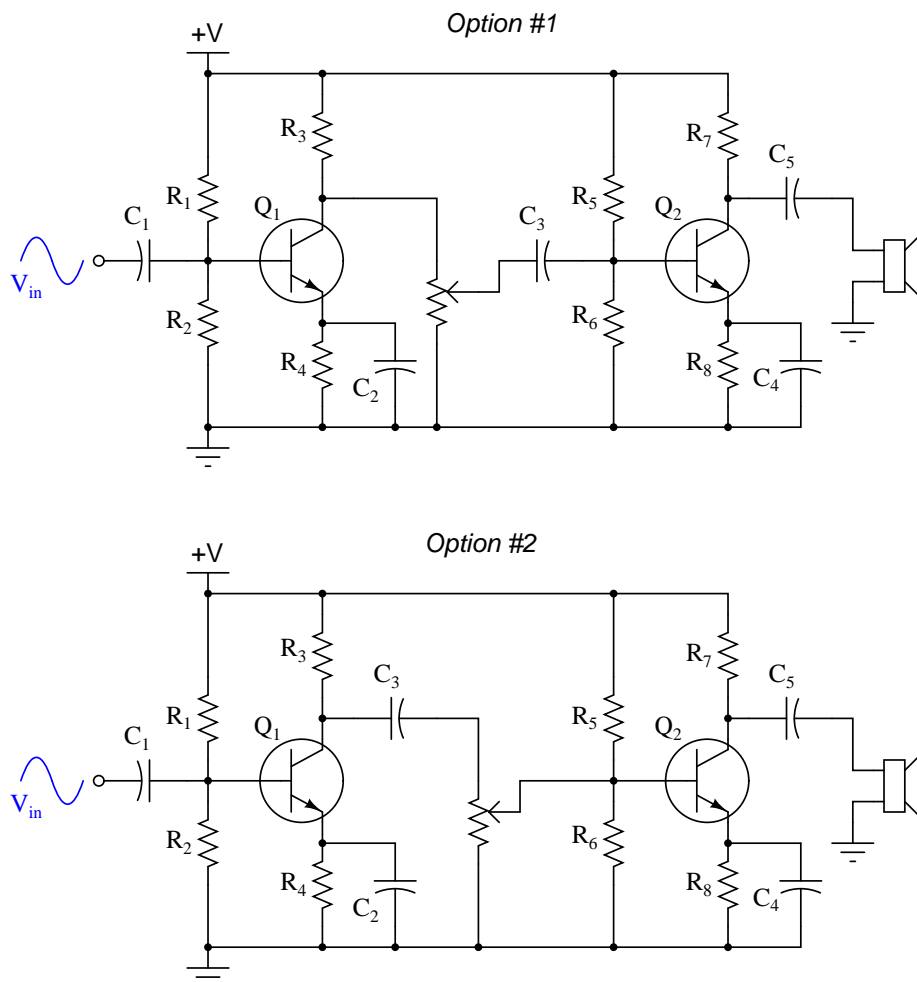 Option #1
+V
R3
R7
C5
R1
Q1
R5
Q2
C1
C3
Vin
R2
R6
R4
C2
R8
C4
Option #2
+V
R3
R7
C3
C5
R1
Q1
R5
Q2
C1
Vin
R2
R6
R4
C2
R8
C4